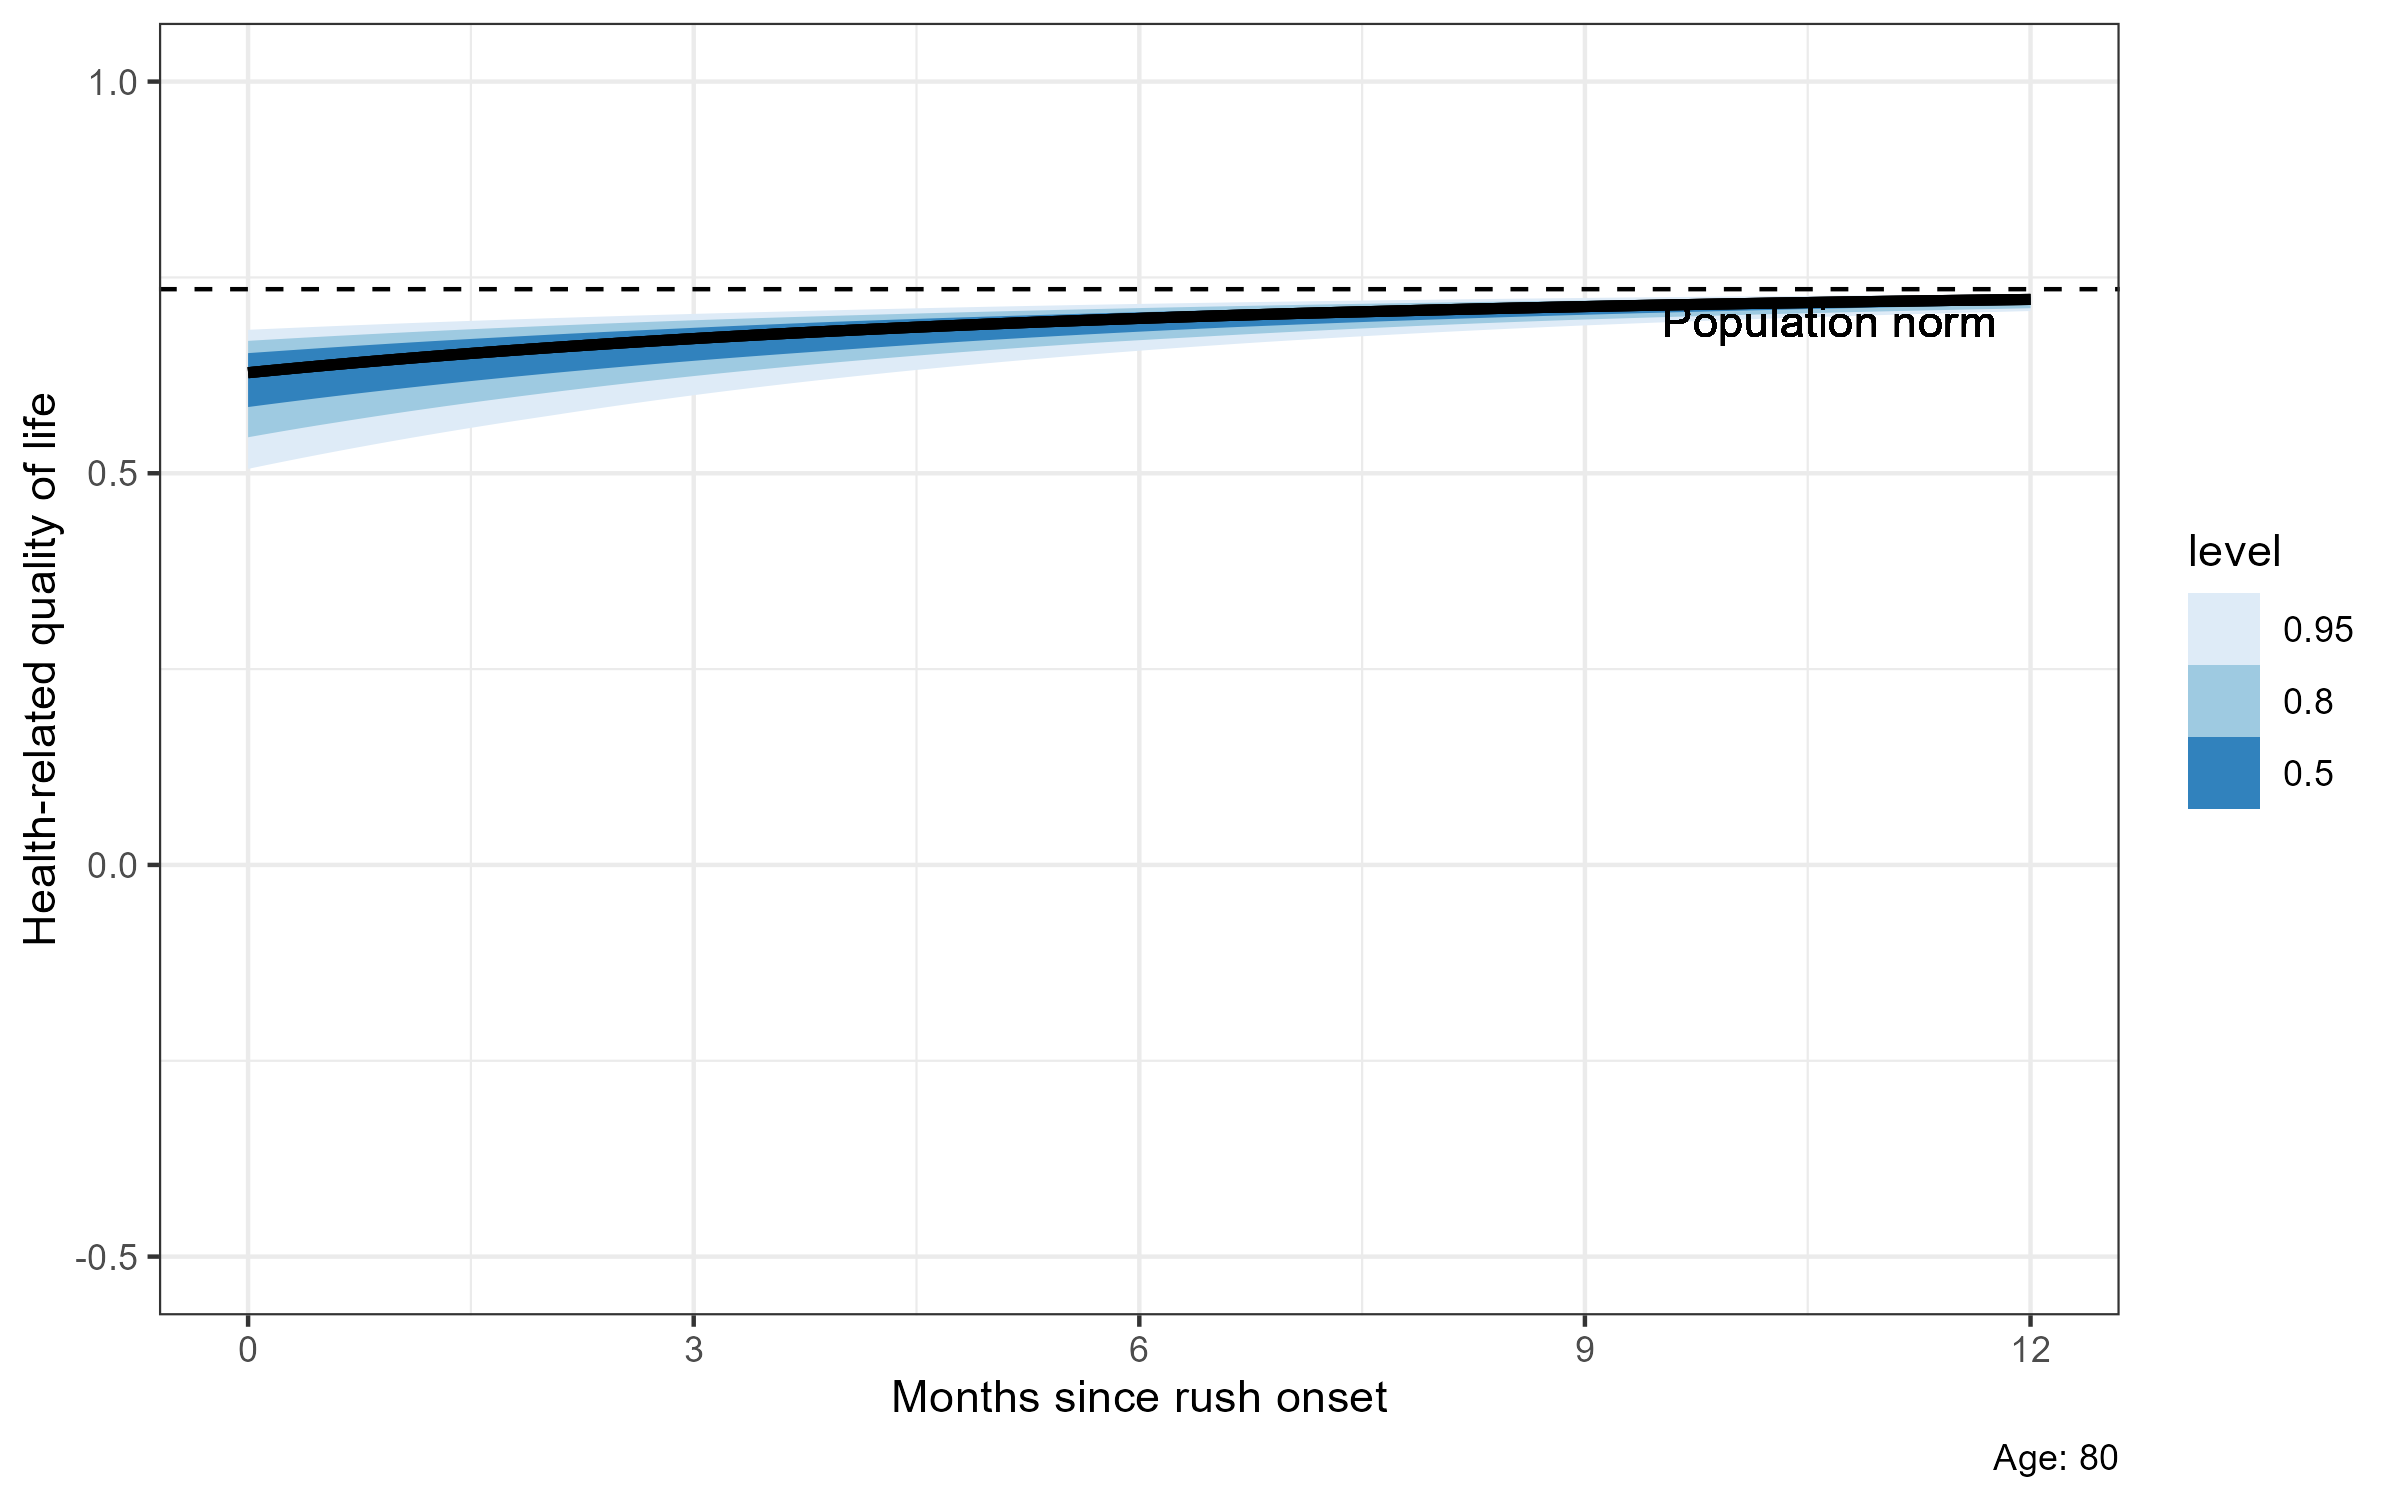 1.0
0.5
0.0
-0.5
Health-related quality of life
Population norm
0
3
6
9
12
Months since rush onset
level
0.95
0.8
0.5
Age: 80